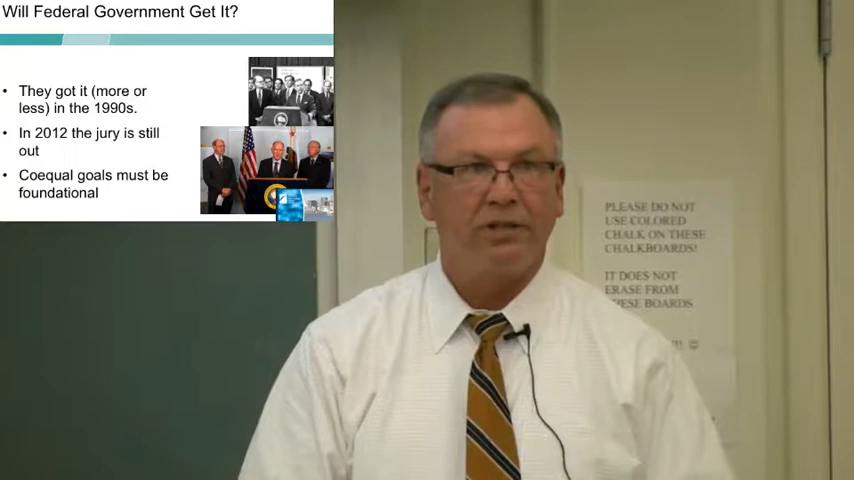 Will Federal Government Get It?
• They got it (more or
less) in the 1990s.
• In 2012 the jury is still
out
• Coequal goals must be
foundational
PLEASE DO NOT
USE COLORED
CHALK ON THESE
CHALKBOARDS!
IT DOES NOT
ERASE FROM
THESE BOARDS